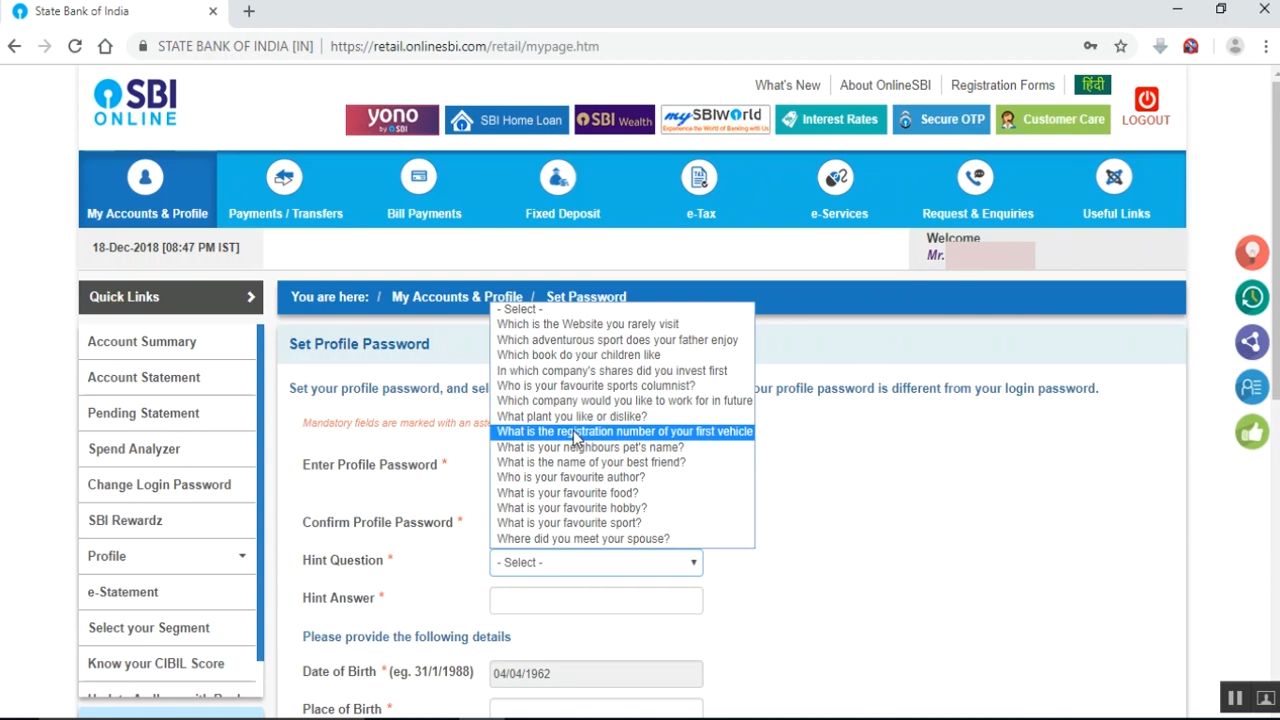 State Bank of India
STATE BANK OF INDIA [IN] https://retail.onlinesbi.com/retail/mypage.htm
SBI
ONLINE
What's New About OnlineSBI Registration Forms हिंदी
yono
by SBI
SBI Home Loan
SBI Wealth
my SBIWorld
Experience the World of Banking with Us
Interest Rates
Secure OTP
Customer Care
LOGOUT
My Accounts & Profile Payments / Transfers Bill Payments Fixed Deposit e-Tax e-Services Request & Enquiries Useful Links
18-Dec-2018 [08:47 PM IST]
Welcome
Mr.
Quick Links
Account Summary
Account Statement
Pending Statement
Spend Analyzer
Change Login Password
SBI Rewardz
Profile
e-Statement
Select your Segment
Know your CIBIL Score
You are here: / My Accounts & Profile / Set Password
Set Profile Password
Set your profile password, and sel
our profile password is different from your login password.
Mandatory fields are marked with an aste
- Select -
Which is the Website you rarely visit
Which adventurous sport does your father enjoy
Which book do your children like
In which company's shares did you invest first
Who is your favourite sports columnist?
Which company would you like to work for in future
What plant you like or dislike?
What is the registration number of your first vehicle
What is your neighbours pet's name?
What is the name of your best friend?
Who is your favourite author?
What is your favourite food?
What is your favourite hobby?
What is your favourite sport?
Where did you meet your spouse?
Enter Profile Password *
Confirm Profile Password *
Hint Question * - Select -
Hint Answer *
Please provide the following details
Date of Birth * (eg. 31/1/1988) 04/04/1962
Place of Birth *